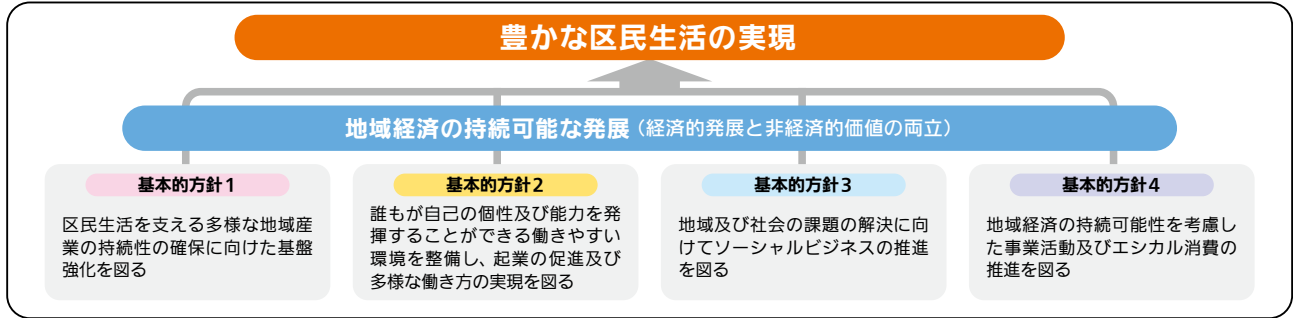 豊かな区民生活の実現
地域経済の持続可能な発展（経済的発展と非経済的価値の両立）
基本的方針1
区民生活を支える多様な地域産
業の持続性の確保に向けた基盤
強化を図る
基本的方針2
誰もが自己の個性及び能力を発
揮することができる働きやすい
環境を整備し、起業の促進及び
多様な働き方の実現を図る
基本的方針3
地域及び社会の課題の解決に向
けてソーシャルビジネスの推進
を図る
基本的方針4
地域経済の持続可能性を考慮し
た事業活動及びエシカル消費の
推進を図る